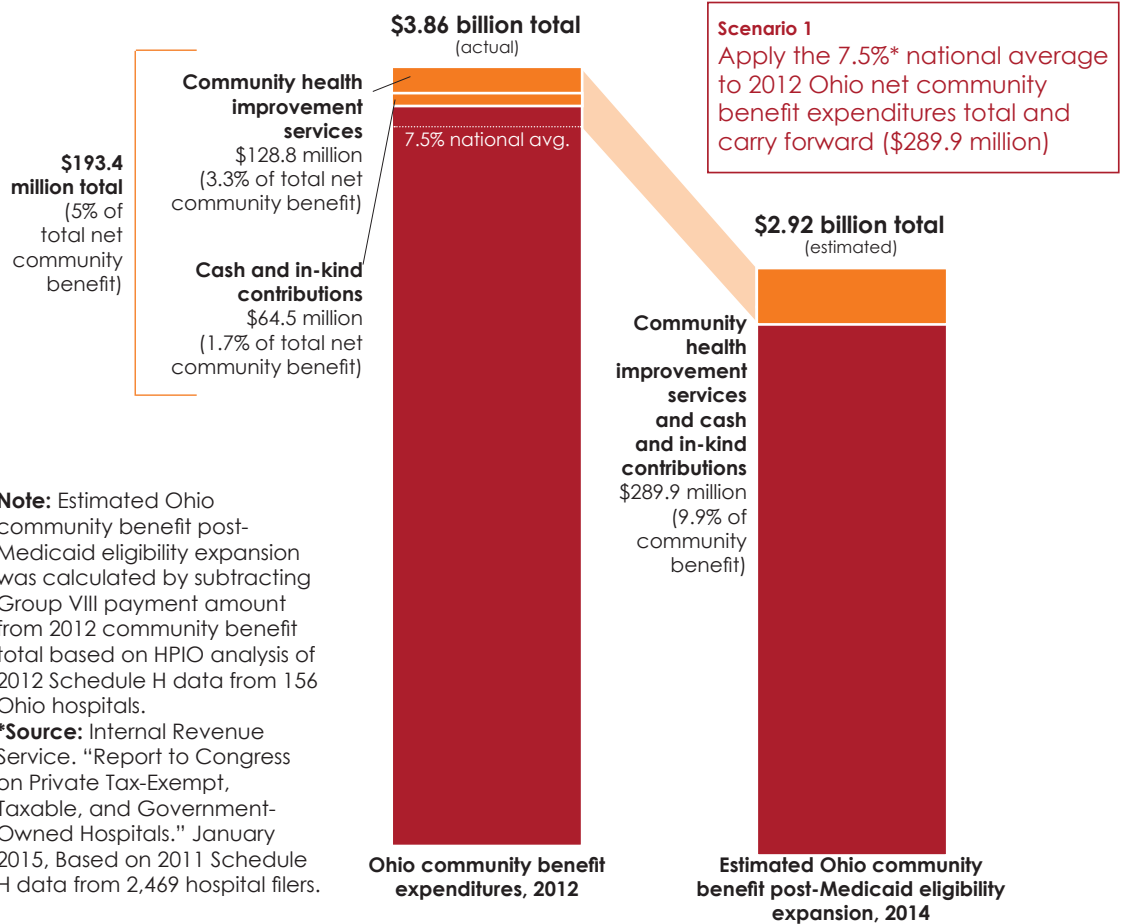 $3.86 billion total
(actual)
Scenario 1
Apply the 7.5%* national average
to 2012 Ohio net community
benefit expenditures total and
carry forward ($289.9 million)
$193.4
million total
(5% of
total net
community
benefit)
Community health
improvement
services
$128.8 million
(3.3% of total net
community benefit)
Cash and in-kind
contributions
$64.5 million
(1.7% of total net
community benefit)
7.5% national avg.
$2.92 billion total
(estimated)
Community
health
improvement
services
and cash
and in-kind
contributions
$289.9 million
(9.9% of
community
benefit)
Note: Estimated Ohio
community benefit post-
Medicaid eligibility expansion
was calculated by subtracting
Group VIII payment amount
from 2012 community benefit
total based on HPIO analysis of
2012 Schedule H data from 156
Ohio hospitals.
*Source: Internal Revenue
Service. “Report to Congress
on Private Tax-Exempt,
Taxable, and Government-
Owned Hospitals.” January
2015, Based on 2011 Schedule
H data from 2,469 hospital filers.
Ohio community benefit
expenditures, 2012
Estimated Ohio community
benefit post-Medicaid eligibility
expansion, 2014